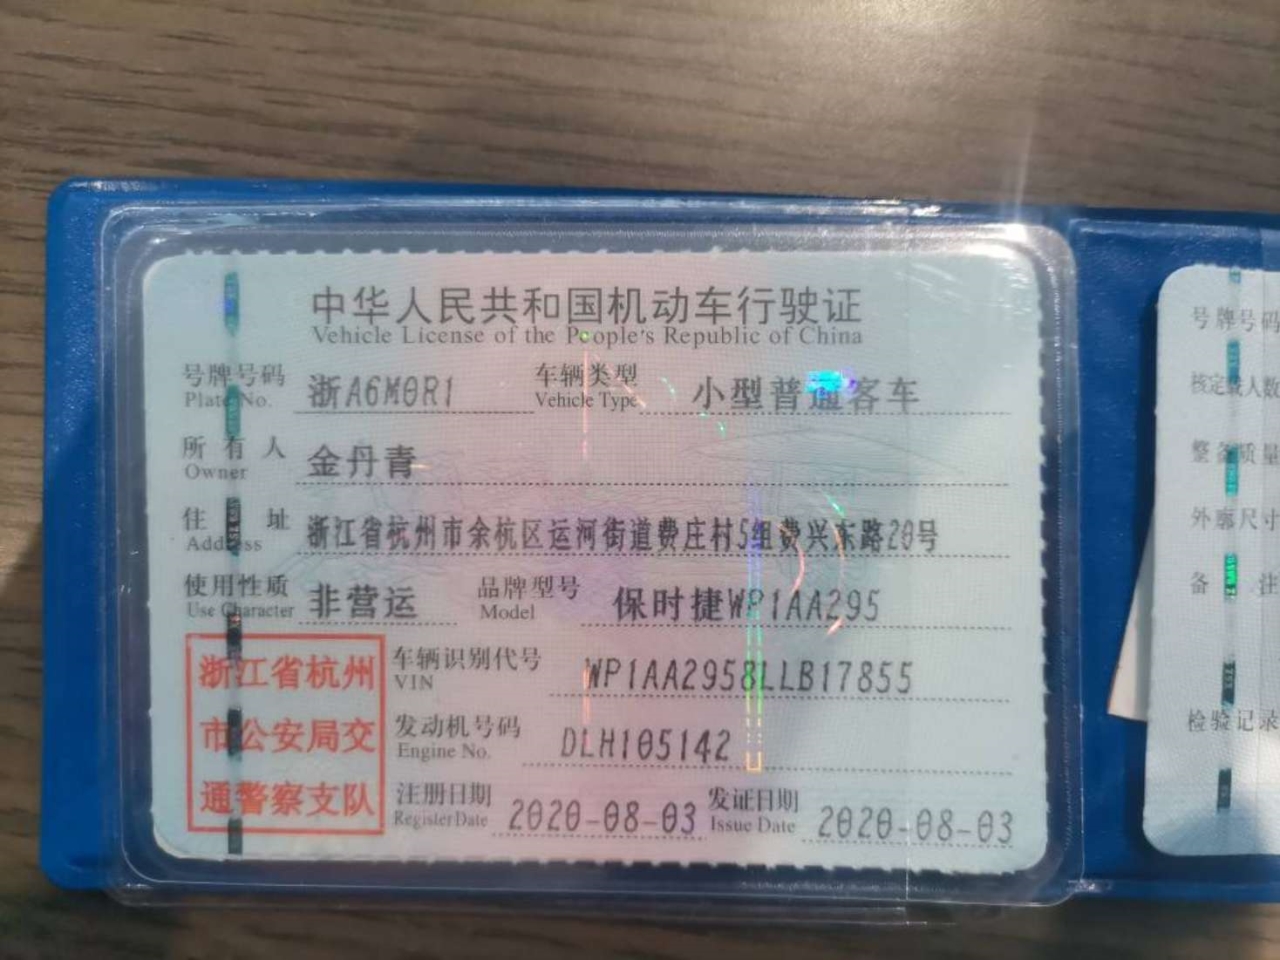 中华人民共和国机动车行驶证
Vehicle License of the People's Republic of China
号牌号码 浙A6M0R1 车辆类型 小型普通客车
Plate No. Vehicle Type
所有人 金丹青
Owner
住址 浙江省杭州市余杭区运河街道费庄村5组费兴东路20号
Address
使用性质 非营运 品牌型号 保时捷WP1AA295
Use Character Model
车辆识别代号 WP1AA2958LLB17855
VIN
发动机号码 DLH105142
Engine No.
注册日期 2020-08-03 发证日期 2020-08-03
Register Date Issue Date
浙江省杭州
市公安局交
通警察支队
号牌号码
核定载人数
整备质量
外廓尺寸
备注
检验记录